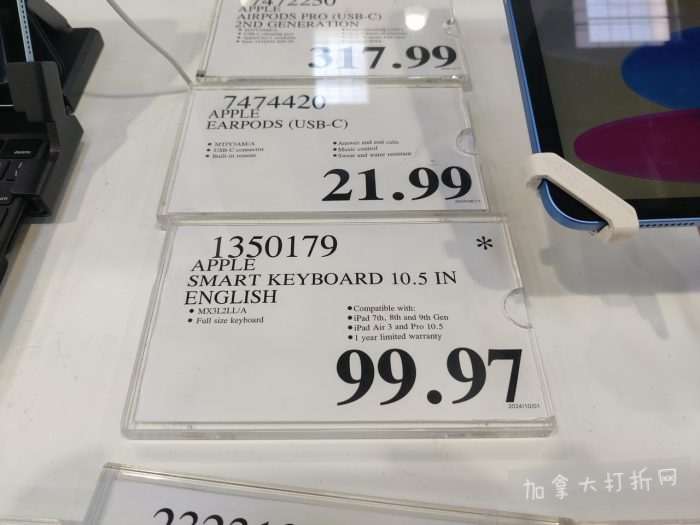 7472250
APPLE
AIRPODS PRO (USB-C)
2ND GENERATION
317.99
7474420
APPLE
EARPODS (USB-C)
• USB-C connector
• Built-in remote
• Answer and end calls
• Music control
• Sweat and water resistant
21.99
1350179
*
APPLE
SMART KEYBOARD 10.5 IN
ENGLISH
• MX3L2LL/A
• Full size keyboard
• Compatible with:
• iPad 7th, 8th and 9th Gen
• iPad Air 3 and Pro 10.5
• 1 year limited warranty
99.97
2024/10/01
加拿大打折网